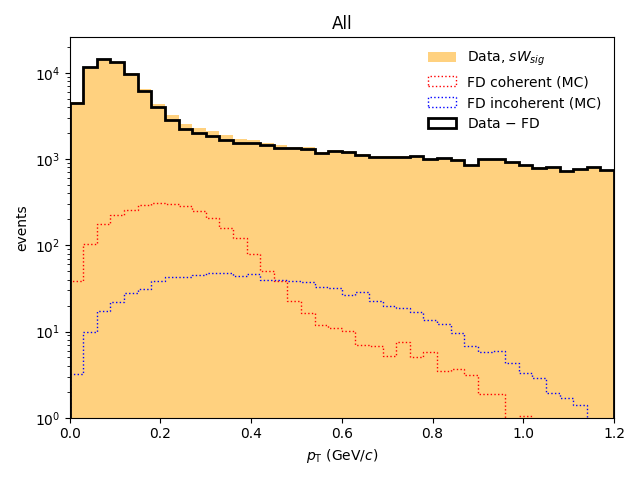 All
Data, sW_sig
FD coherent (MC)
FD incoherent (MC)
Data − FD
events
10^4
10^3
10^2
10^1
10^0
0.0 0.2 0.4 0.6 0.8 1.0 1.2
p_T (GeV/c)